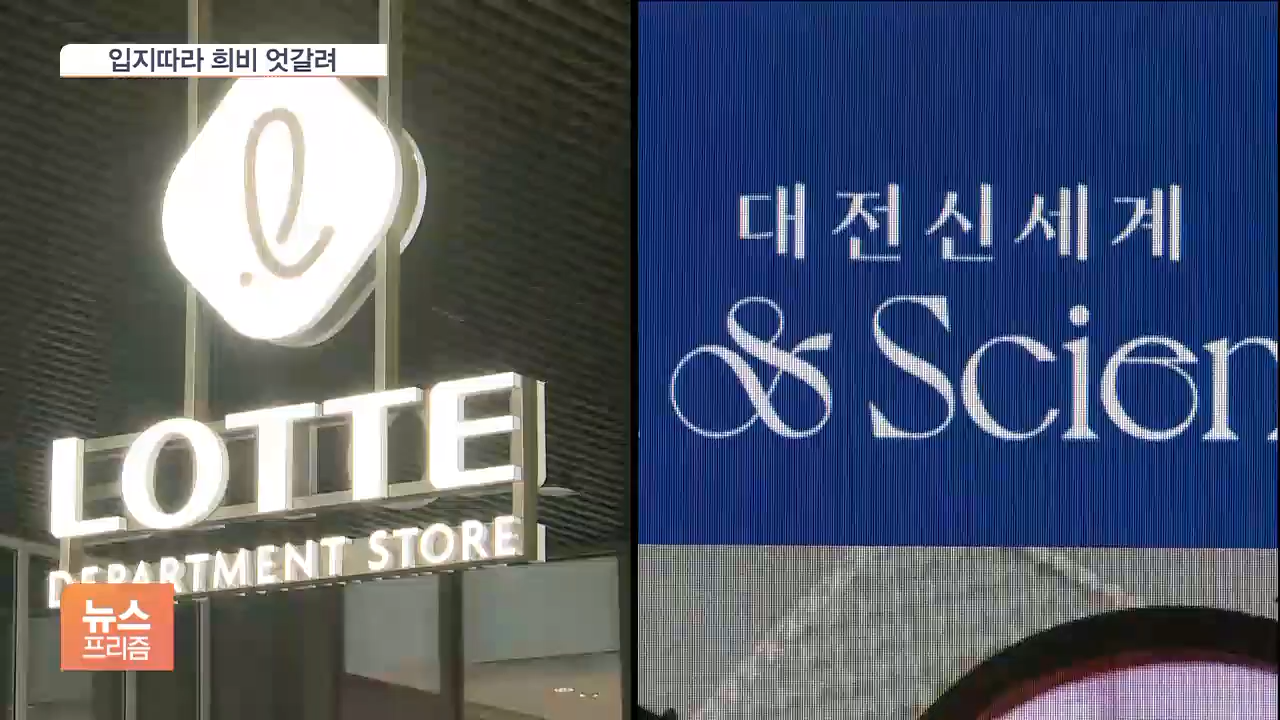 입지따라 희비 엇갈려
LOTTE
DEPARTMENT STORE
뉴스
프리즘
대전신세계
& Scien